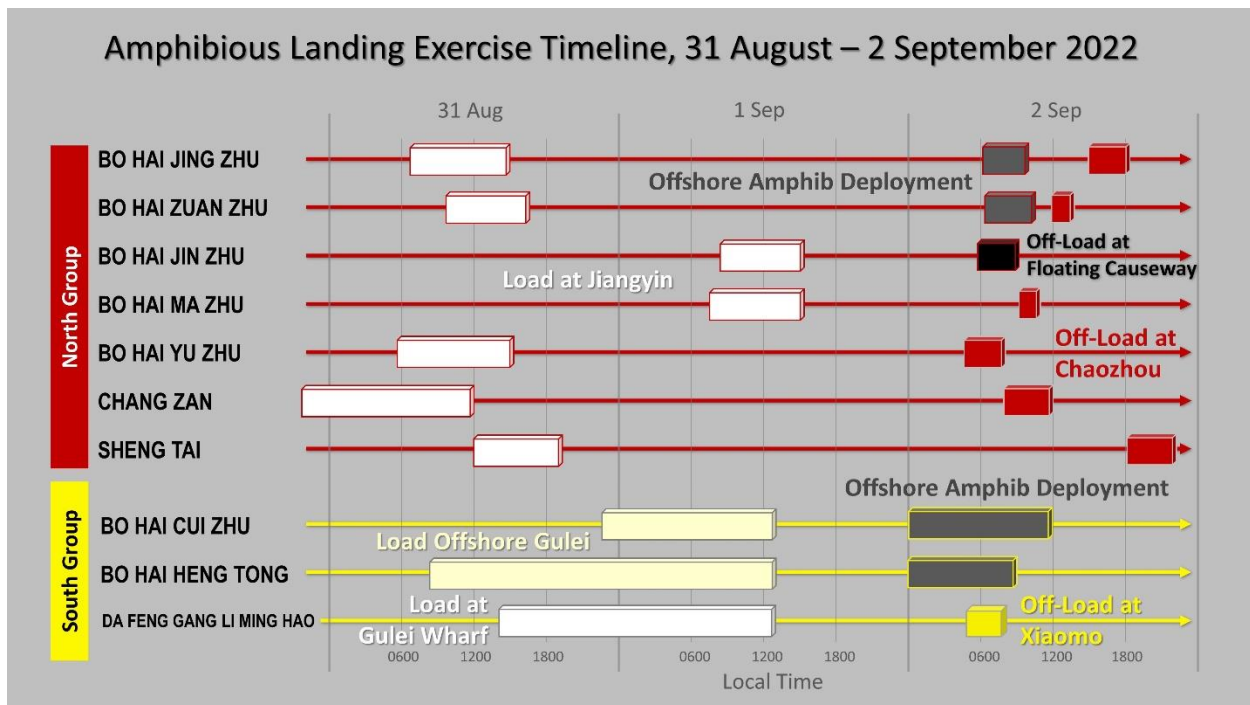 Amphibious Landing Exercise Timeline, 31 August – 2 September 2022
31 Aug
1 Sep
2 Sep
North Group
BO HAI JING ZHU
Offshore Amphib Deployment
BO HAI ZUAN ZHU
BO HAI JIN ZHU
Off-Load at
Floating Causeway
Load at Jiangyin
BO HAI MA ZHU
BO HAI YU ZHU
Off-Load at
Chaozhou
CHANG ZAN
SHENG TAI
Offshore Amphib Deployment
South Group
BO HAI CUI ZHU
Load Offshore Gulei
BO HAI HENG TONG
DA FENG GANG LI MING HAO
Load at
Gulei Wharf
Off-Load at
Xiaomo
0600 1200 1800 0600 1200 1800 0600 1200 1800
Local Time